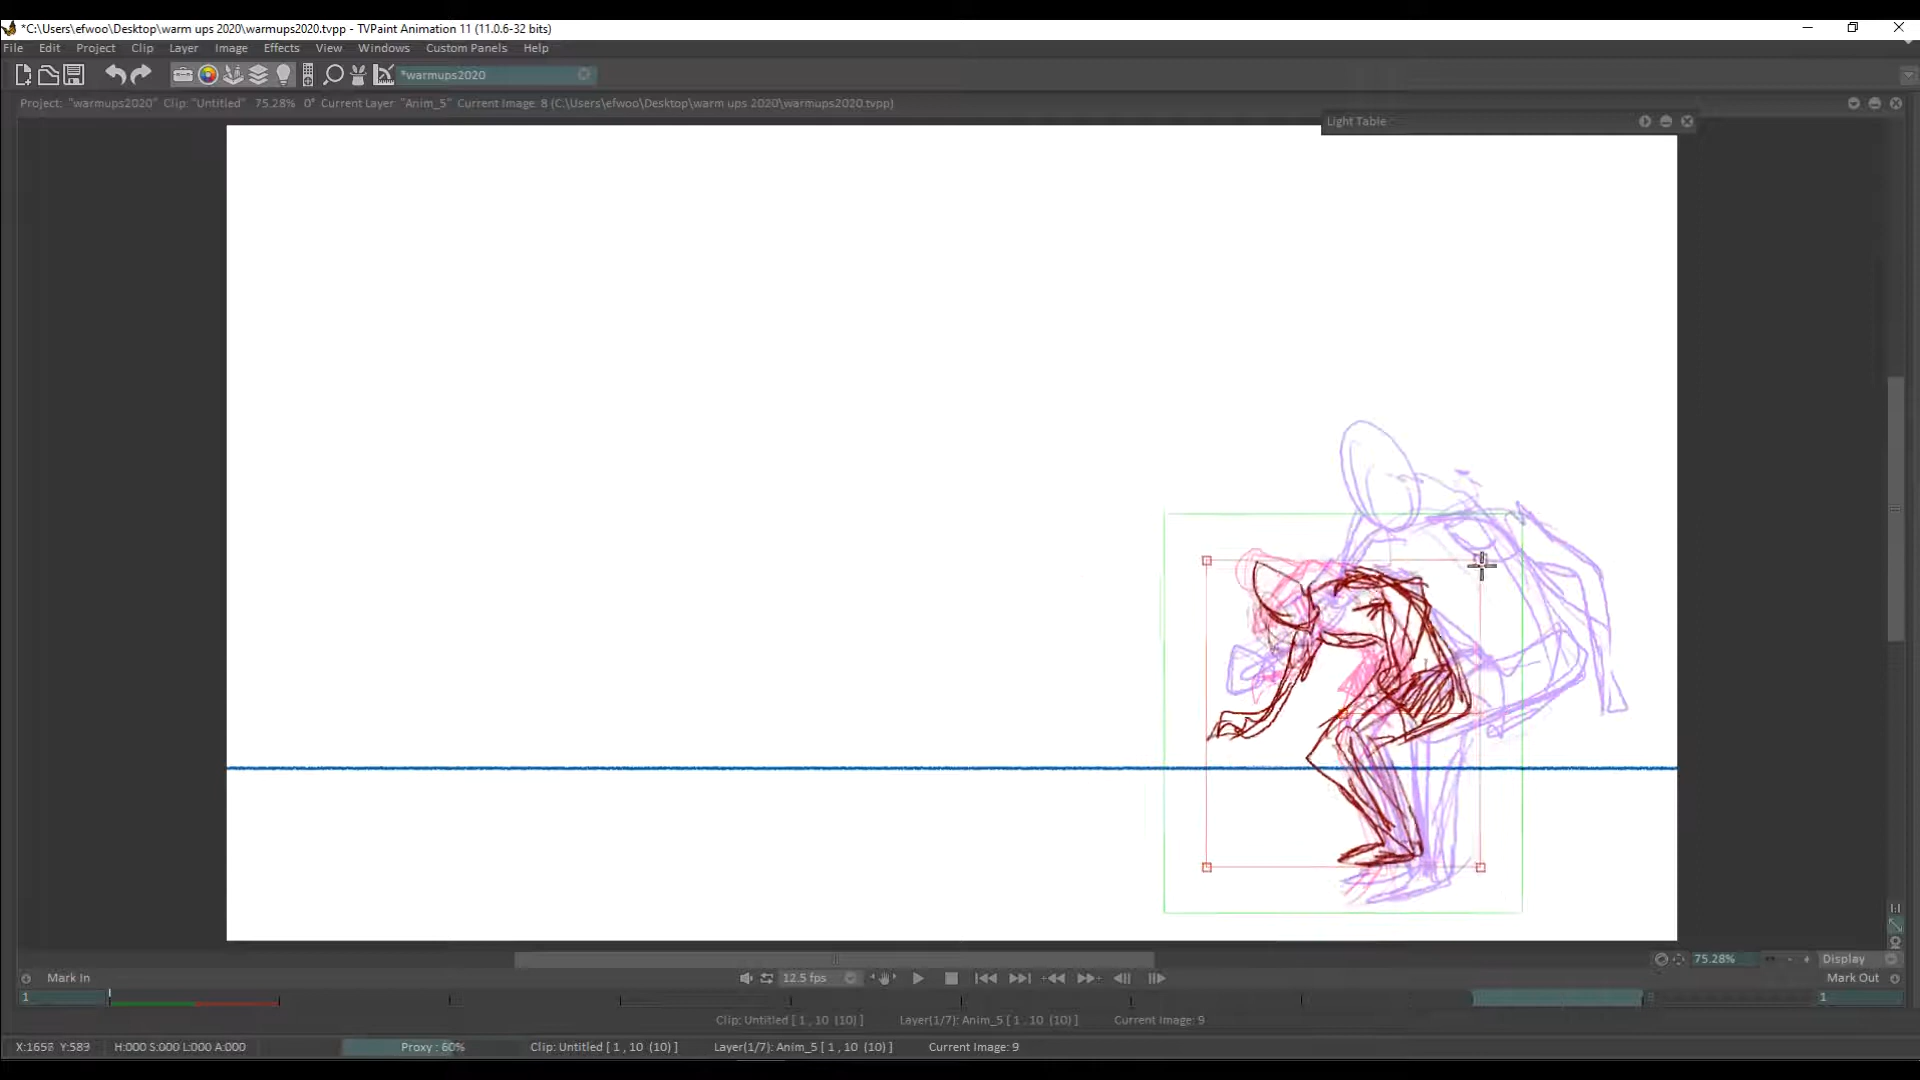 *C:\Users\efwoo\Desktop\warm ups 2020\warmups2020.tvpp - TVPaint Animation 11 (11.0.6-32 bits)
File Edit Project Clip Layer Image Effects View Windows Custom Panels Help
*warmups2020
Project: "warmups2020" Clip: "Untitled" 75.28% 0° Current Layer "Anim_5" Current Image: 8 (C:\Users\efwoo\Desktop\warm ups 2020\warmups2020.tvpp)
Light Table
1:1
75.28% Display
Mark In 12.5 fps Mark Out
1 1
Clip: Untitled [ 1 , 10 (10) ] Layer(1/7): Anim_5 [ 1 , 10 (10) ] Current Image: 9
X:1658 Y:589 H:000 S:000 L:000 A:000 Proxy : 60% Clip: Untitled [ 1 , 10 (10) ] Layer(1/7): Anim_5 [ 1 , 10 (10) ] Current Image: 9